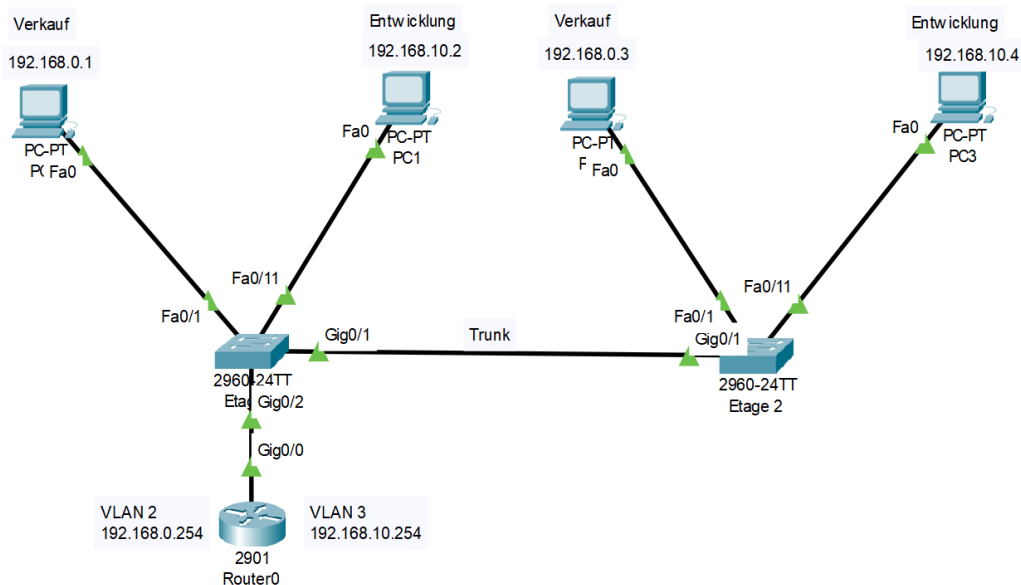 Verkauf
192.168.0.1
PC-PT
Fa0
Entwicklung
192.168.10.2
Fa0
PC-PT
PC1
Verkauf
192.168.0.3
PC-PT
Fa0
Entwicklung
192.168.10.4
Fa0
PC-PT
PC3
Fa0/1
Fa0/11
Gig0/1
Trunk
Fa0/1
Gig0/1
Fa0/11
2960-24TT
Gig0/2
2960-24TT
Etage 2
Gig0/0
VLAN 2
192.168.0.254
VLAN 3
192.168.10.254
2901
Router0